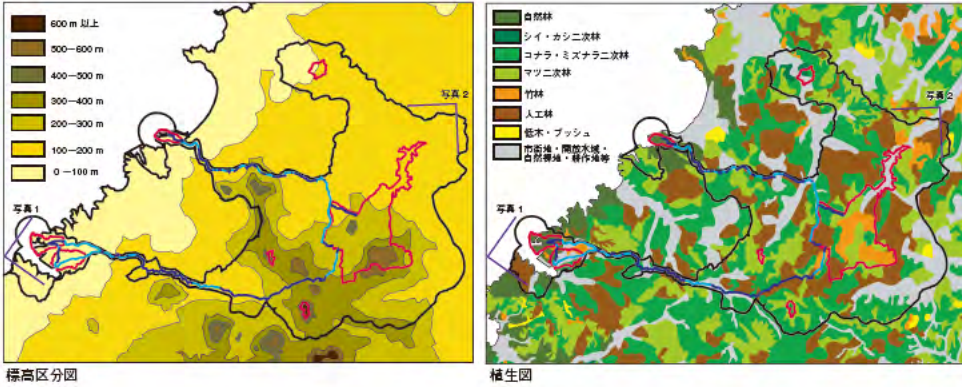 600 m 以上
500−600 m
400−500 m
300−400 m
200−300 m
100−200 m
0−100 m
写真 1
写真 2
標高区分図
自然林
シイ・カシ二次林
コナラ・ミズナラ二次林
マツ二次林
竹林
人工林
低木・ブッシュ
市街地・開放水域・
自然裸地・耕作地等
写真 1
写真 2
植生図